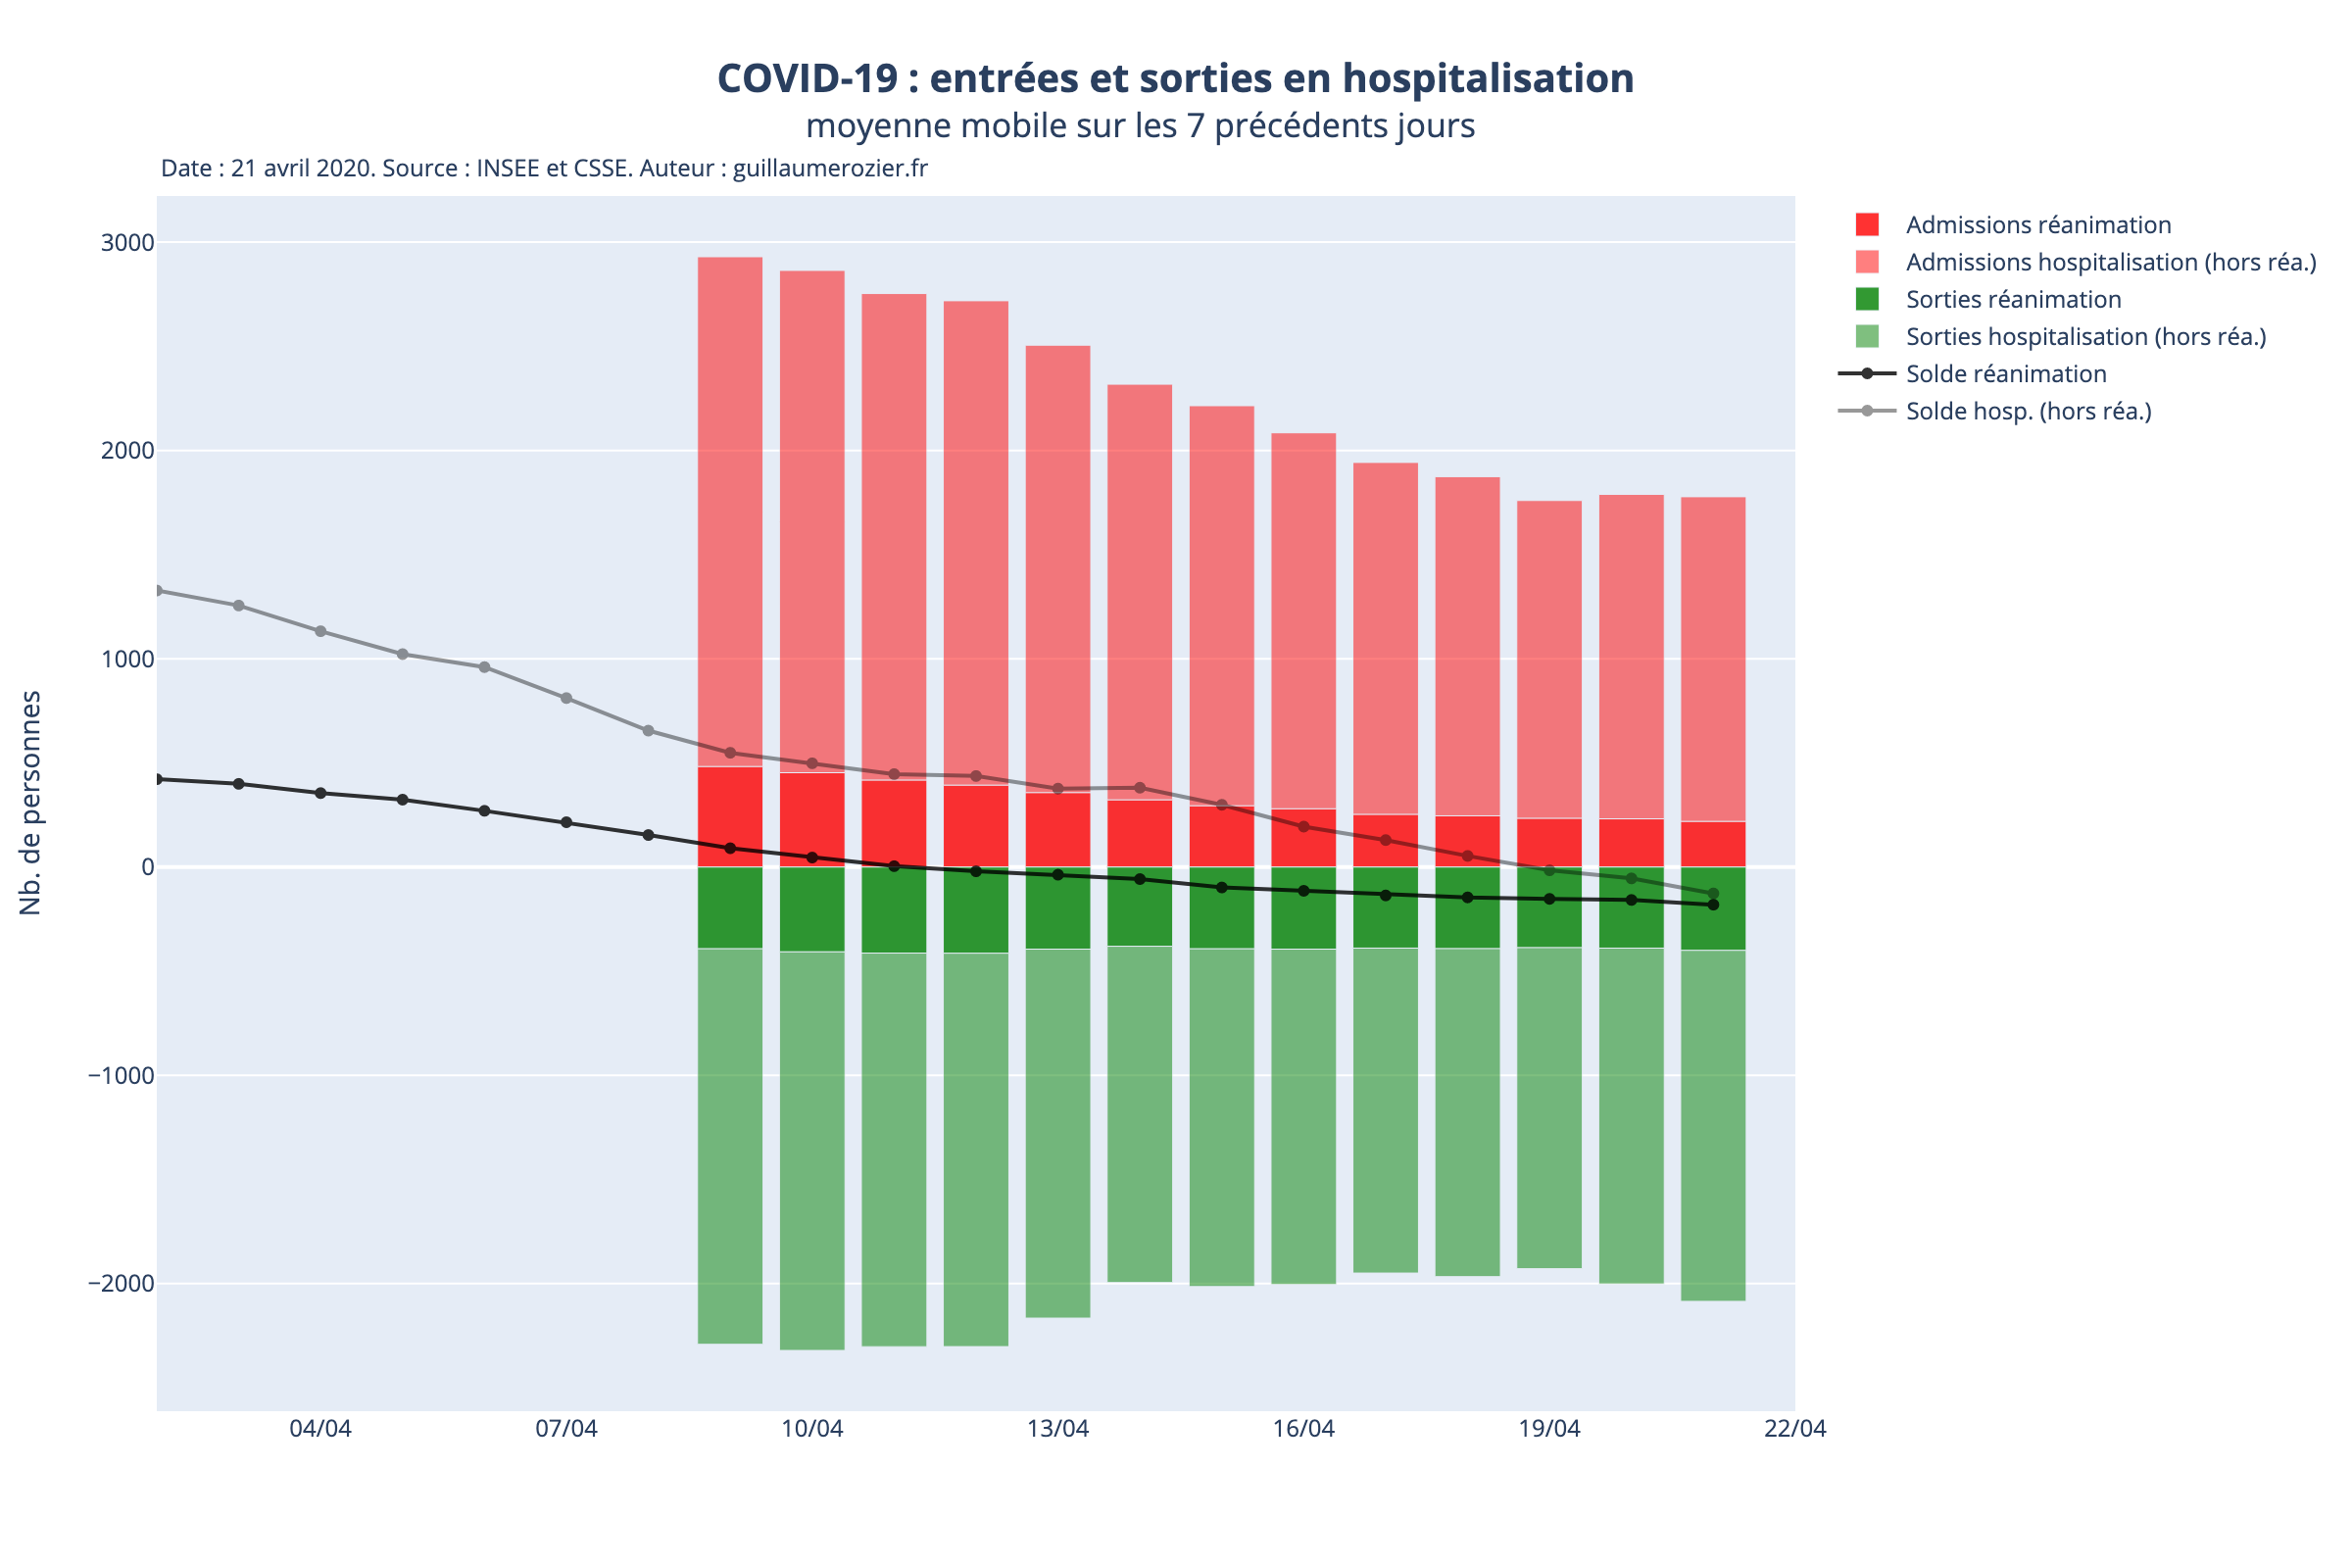 COVID-19 : entrées et sorties en hospitalisation
moyenne mobile sur les 7 précédents jours
Date : 21 avril 2020. Source : INSEE et CSSE. Auteur : guillaumerozier.fr
Admissions réanimation
Admissions hospitalisation (hors réa.)
Sorties réanimation
Sorties hospitalisation (hors réa.)
Solde réanimation
Solde hosp. (hors réa.)
Nb. de personnes
3000
2000
1000
0
−1000
−2000
04/04
07/04
10/04
13/04
16/04
19/04
22/04